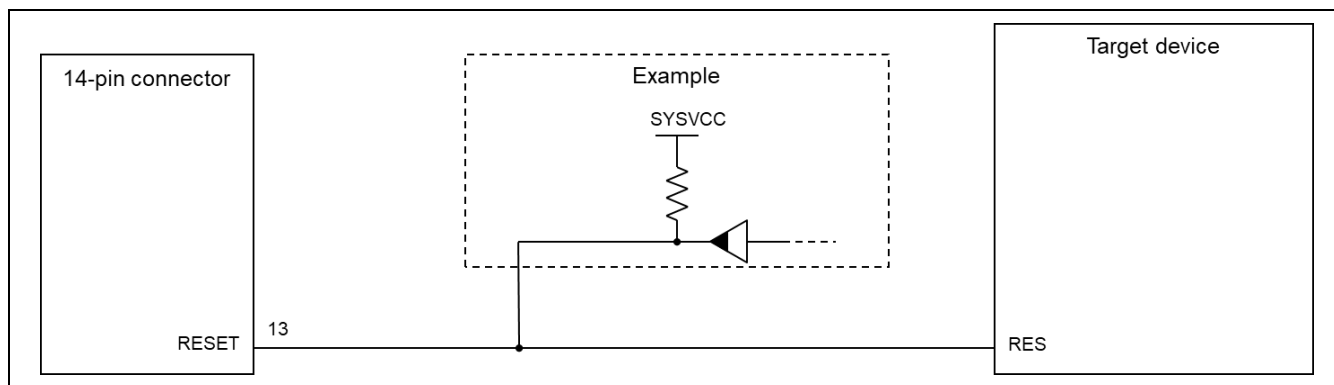 14-pin connector
Example
Target device
SYSVCC
RESET
13
RES